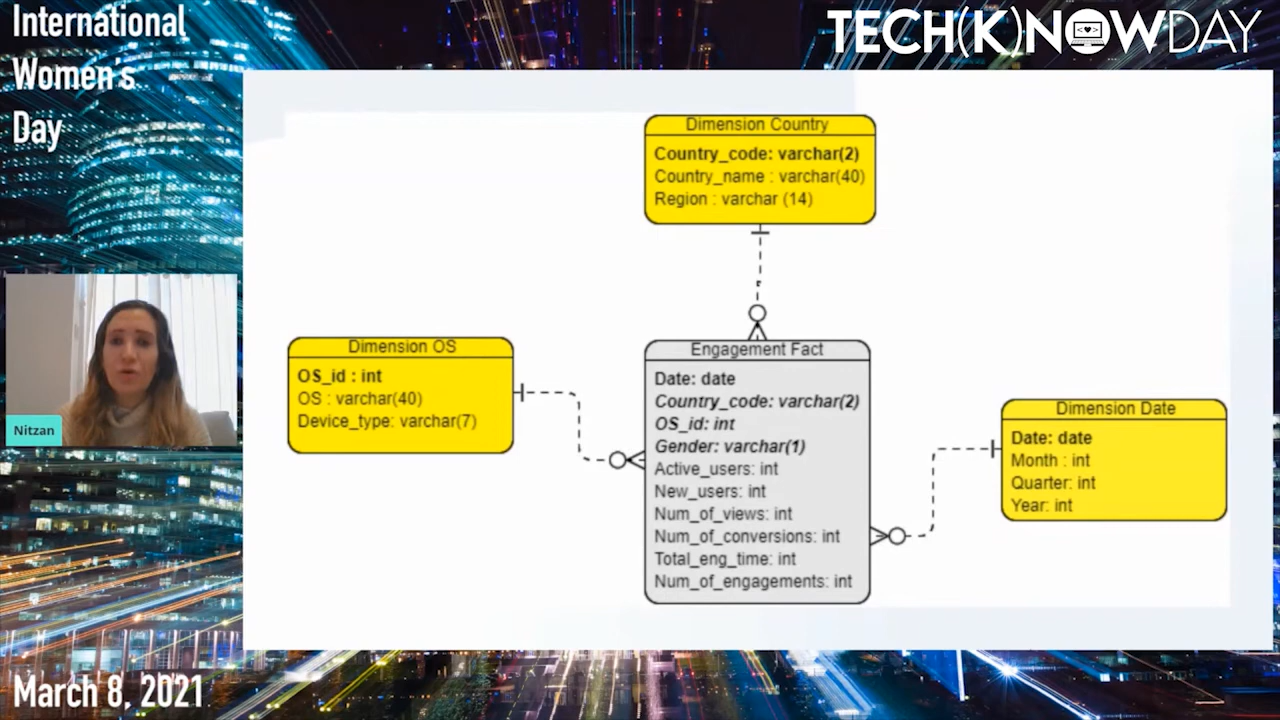 International
Women's
Day
TECH(K)NOWDAY
Dimension Country
Country_code: varchar(2)
Country_name : varchar(40)
Region : varchar (14)
Dimension OS
OS_id : int
OS : varchar(40)
Device_type: varchar(7)
Engagement Fact
Date: date
Country_code: varchar(2)
OS_id: int
Gender: varchar(1)
Active_users: int
New_users: int
Num_of_views: int
Num_of_conversions: int
Total_eng_time: int
Num_of_engagements: int
Dimension Date
Date: date
Month : int
Quarter: int
Year: int
Nitzan
March 8, 2021